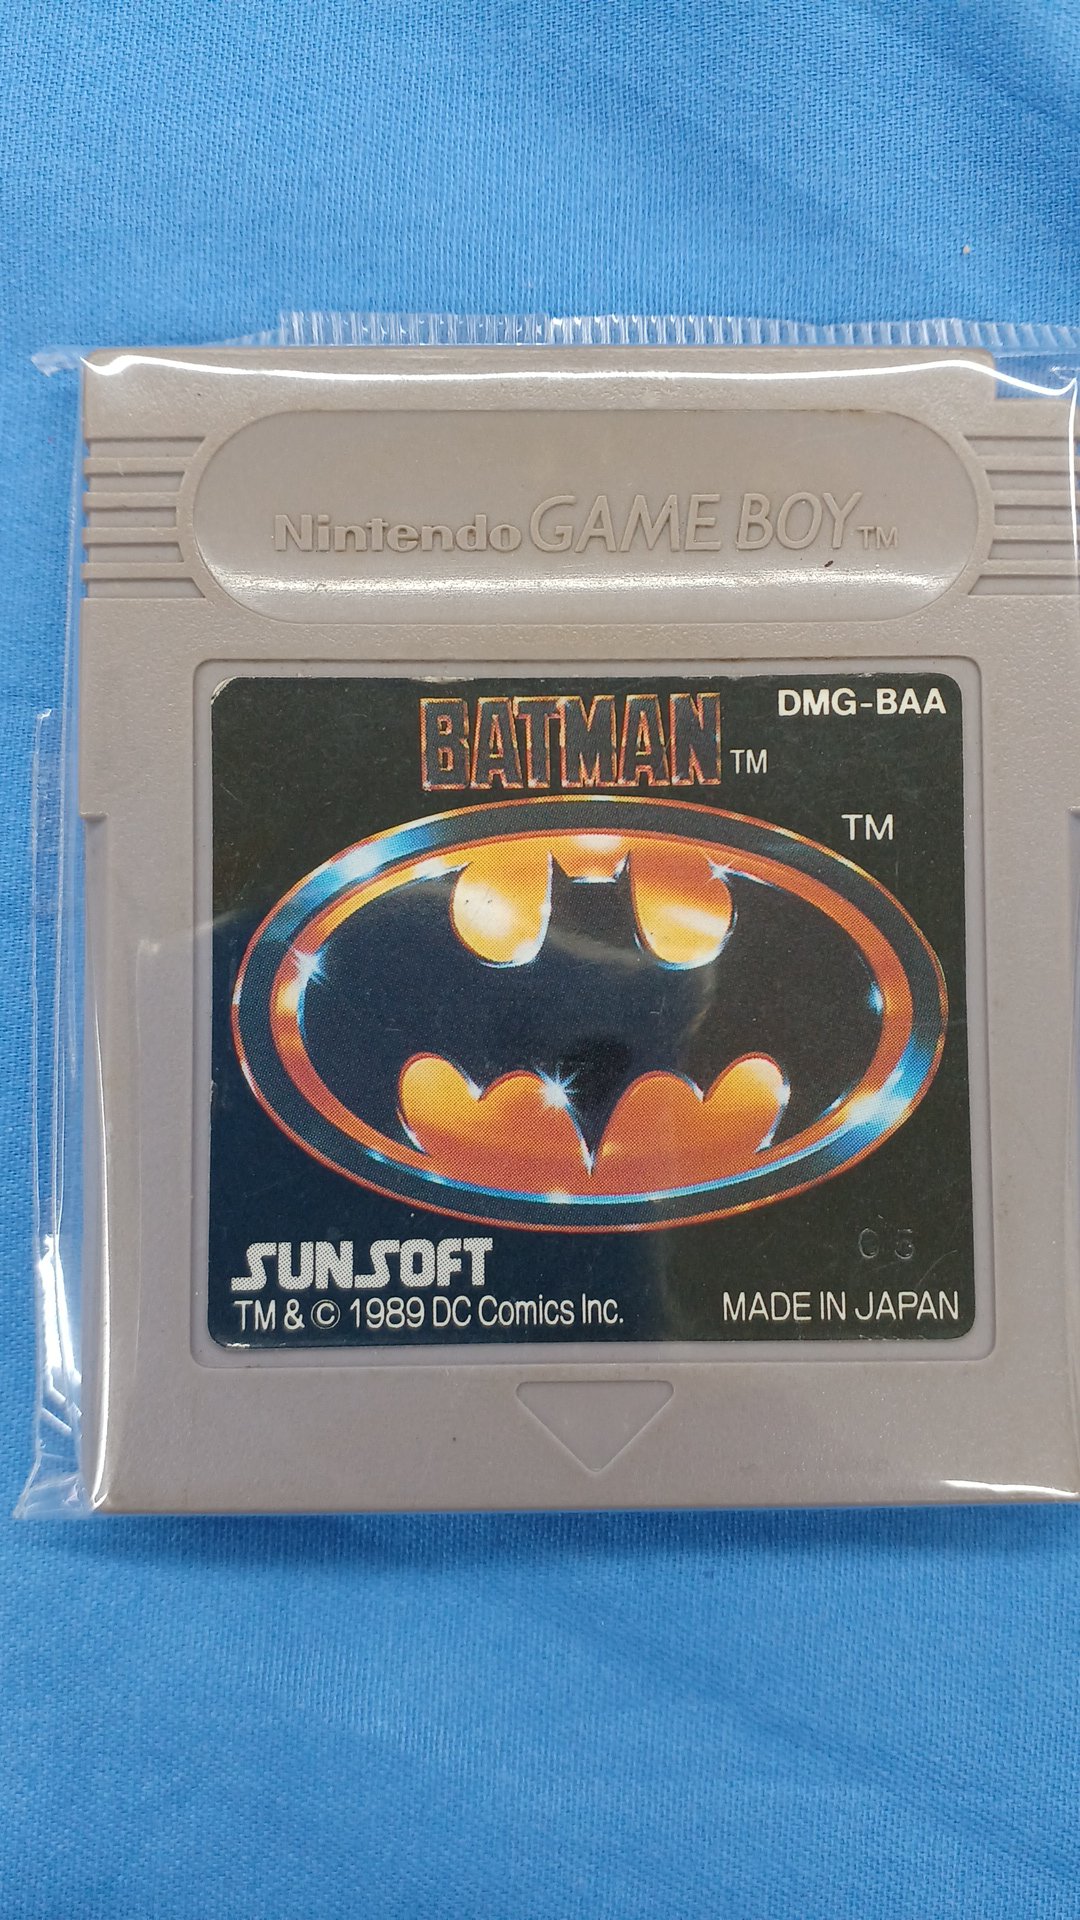 Nintendo GAME BOY TM
DMG-BAA
BATMAN TM
TM
SUNSOFT
TM & © 1989 DC Comics Inc.
MADE IN JAPAN